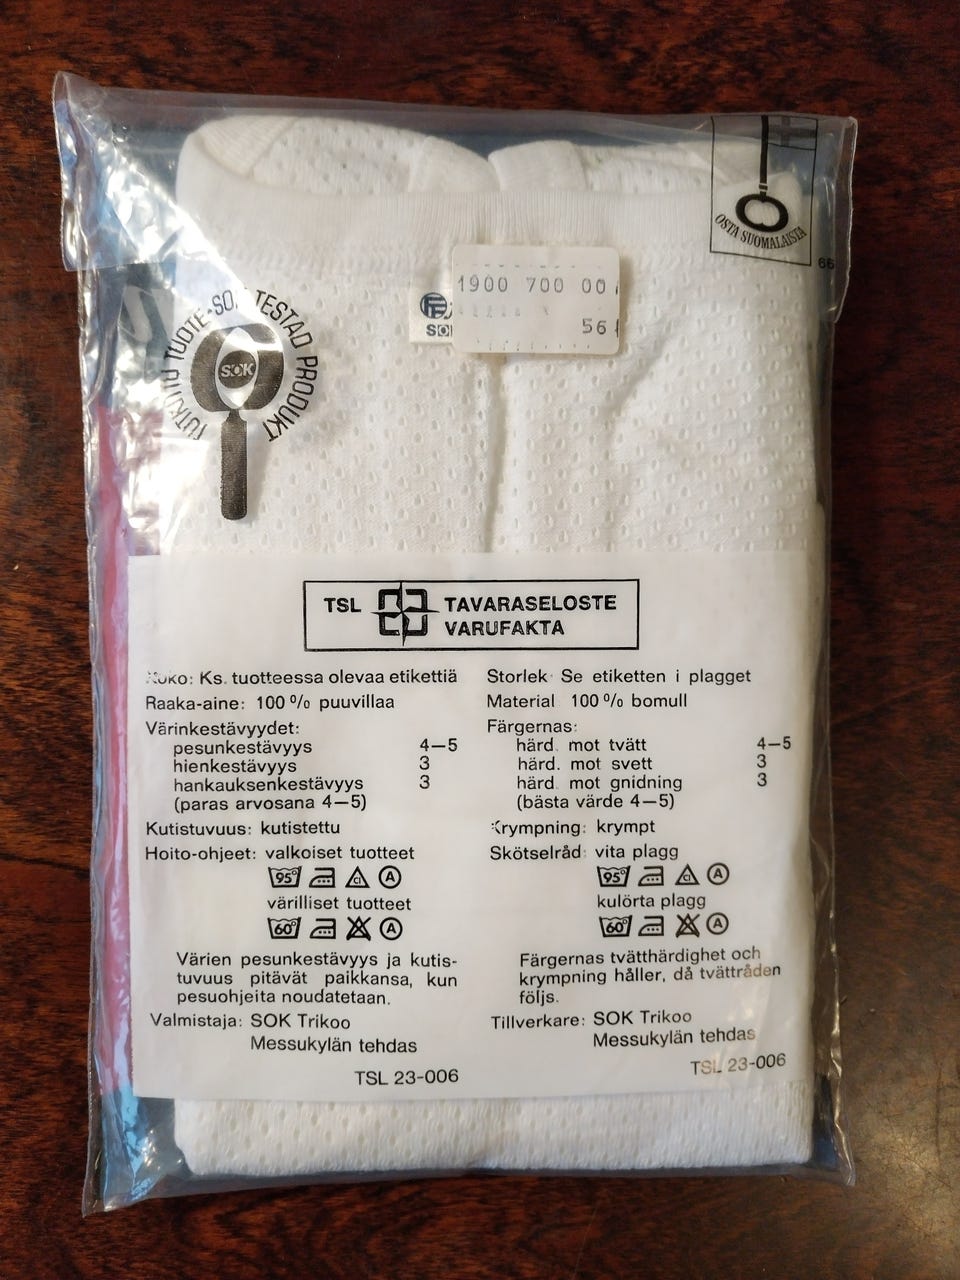 OSTA SUOMALAISTA
66
1900 700 00
56
SOK
TUTKITTU TUOTE-SOK TESTAD PRODUKT
SOK
TSL
TAVARASELOSTE
VARUFAKTA
Koko: Ks. tuotteessa olevaa etikettiä
Raaka-aine: 100 % puuvillaa
Värinkestävyydet:
pesunkestävyys 4—5
hienkestävyys 3
hankauksenkestävyys 3
(paras arvosana 4—5)
Kutistuvuus: kutistettu
Hoito-ohjeet: valkoiset tuotteet
95° Cl A
värilliset tuotteet
60° A
Värien pesunkestävyys ja kutis-
tuvuus pitävät paikkansa, kun
pesuohjeita noudatetaan.
Valmistaja: SOK Trikoo
Messukylän tehdas
TSL 23-006
Storlek: Se etiketten i plagget
Material 100 % bomull
Färgernas:
härd. mot tvätt 4—5
härd. mot svett 3
härd. mot gnidning 3
(bästa värde 4—5)
Krympning: krympt
Skötselråd: vita plagg
95° Cl A
kulörta plagg
60° A
Färgernas tvätthärdighet och
krympning håller, då tvättråden
följs.
Tillverkare: SOK Trikoo
Messukylän tehdas
TSL 23-006